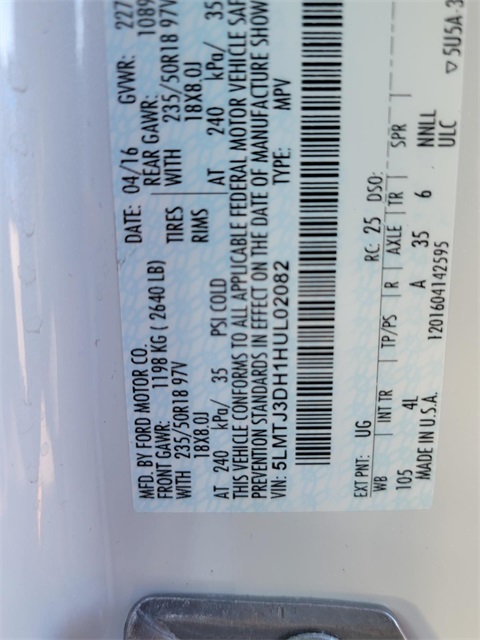 MFD. BY FORD MOTOR CO. DATE: 04/16 GVWR: 227
FRONT GAWR: 1198 KG ( 2640 LB) REAR GAWR: 1089
WITH 235/50R18 97V TIRES WITH 235/50R18 97V
18X8.0J RIMS 18X8.0J
AT 240 kPa/ 35 PSI COLD AT 240 kPa/ 35
THIS VEHICLE CONFORMS TO ALL APPLICABLE FEDERAL MOTOR VEHICLE SAF
PREVENTION STANDARDS IN EFFECT ON THE DATE OF MANUFACTURE SHOW
VIN: 5LMTJ3DH1HUL02082 TYPE: MPV
EXT PNT: UG RC: 25 DSO:
WB INT TR TP/PS R AXLE TR SPR
105 4L A 35 6 NNLL
MADE IN U.S.A. 1201604142595 ULC ▽ 5U5A-3